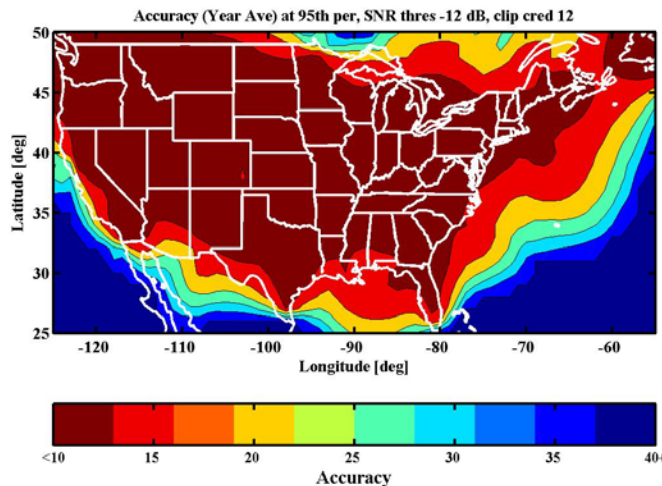 Accuracy (Year Ave) at 95th per, SNR thres -12 dB, clip cred 12
50
45
40
35
30
25
Latitude [deg]
-120 -110 -100 -90 -80 -70 -60
Longitude [deg]
<10 15 20 25 30 35 40+
Accuracy